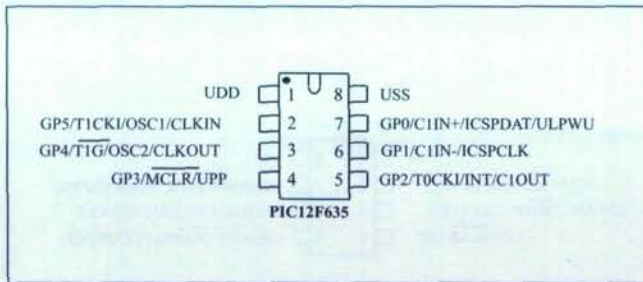 UDD 1 8 USS
GP5/T1CKI/OSC1/CLKIN 2 7 GP0/C1IN+/ICSPDAT/ULPWU
GP4/T1G/OSC2/CLKOUT 3 6 GP1/C1IN-/ICSPCLK
GP3/MCLR/UPP 4 5 GP2/T0CKI/INT/C1OUT
PIC12F635